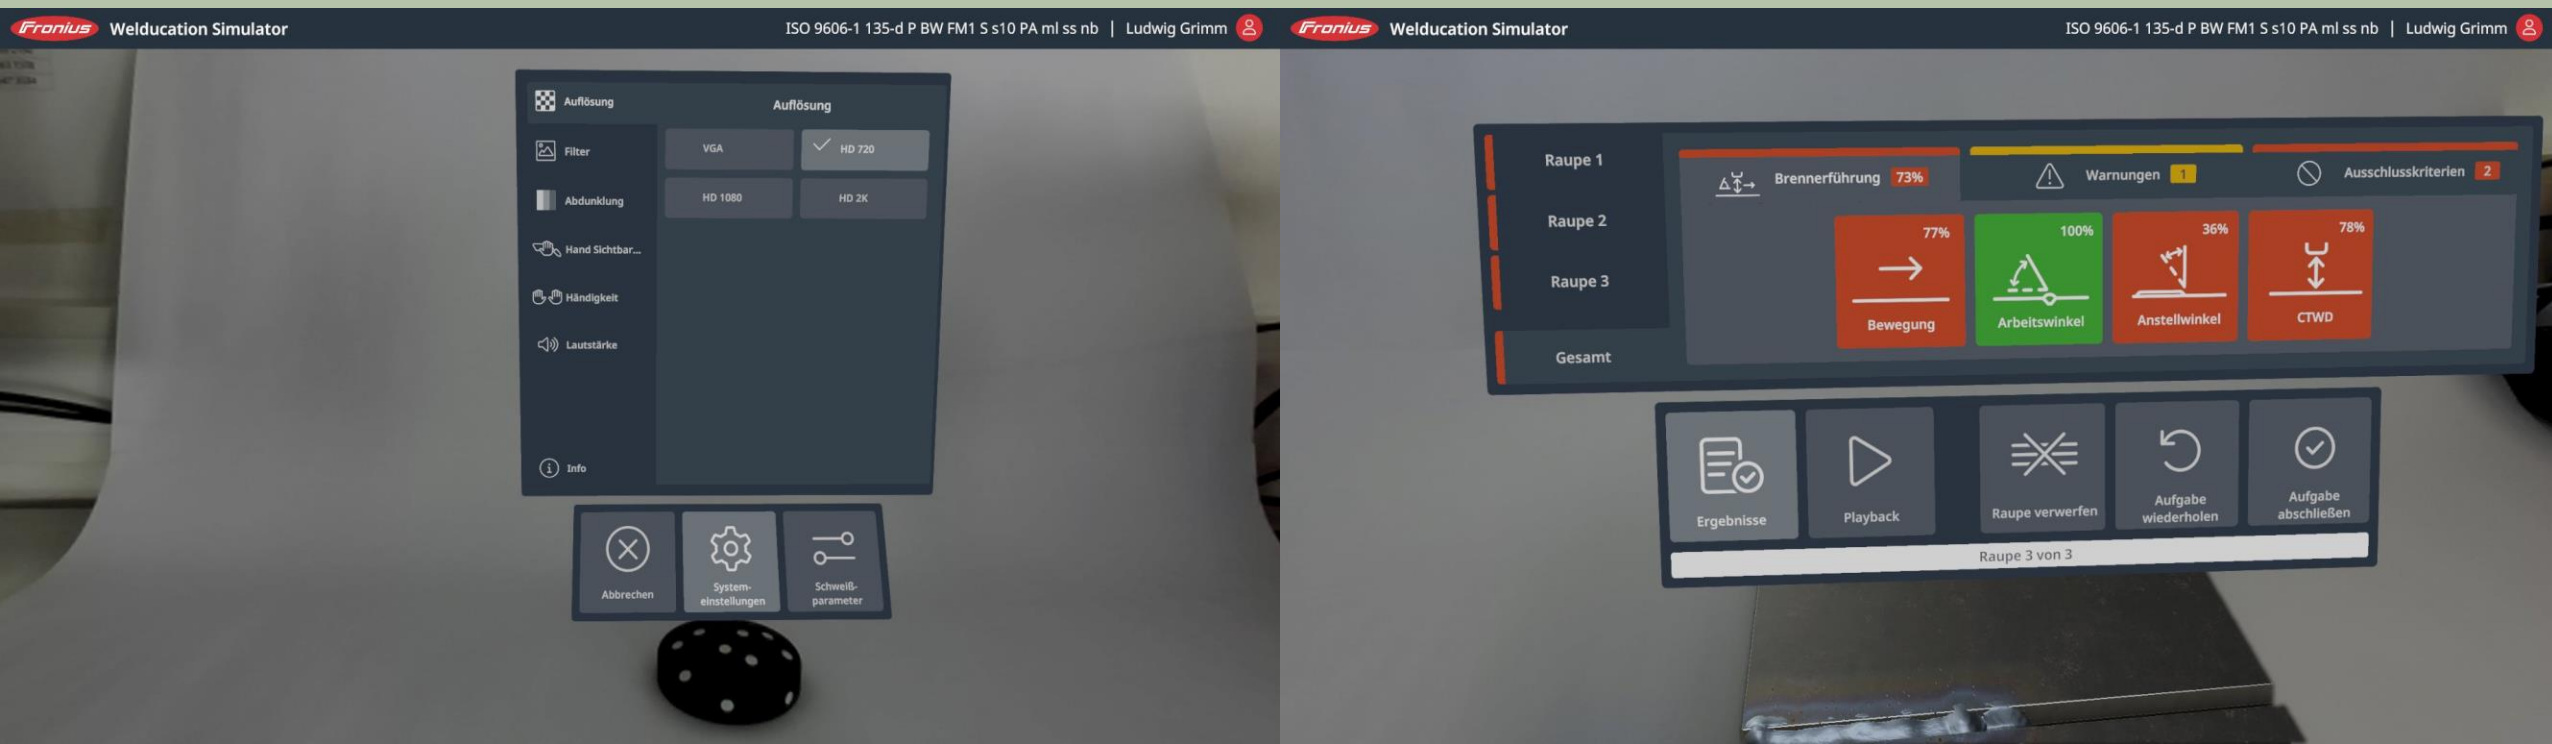 Fronius Welducation Simulator
ISO 9606-1 135-d P BW FM1 S s10 PA ml ss nb | Ludwig Grimm
Auflösung
Filter
Abdunklung
Hand Sichtbar...
Händigkeit
Lautstärke
Info
Auflösung
VGA
HD 720
HD 1080
HD 2K
Abbrechen
System-
einstellungen
Schweiß-
parameter
Fronius Welducation Simulator
ISO 9606-1 135-d P BW FM1 S s10 PA ml ss nb | Ludwig Grimm
Raupe 1
Raupe 2
Raupe 3
Gesamt
Brennerführung 73%
Warnungen 1
Ausschlusskriterien 2
77%
Bewegung
100%
Arbeitswinkel
36%
Anstellwinkel
78%
CTWD
Ergebnisse
Playback
Raupe verwerfen
Aufgabe
wiederholen
Aufgabe
abschließen
Raupe 3 von 3